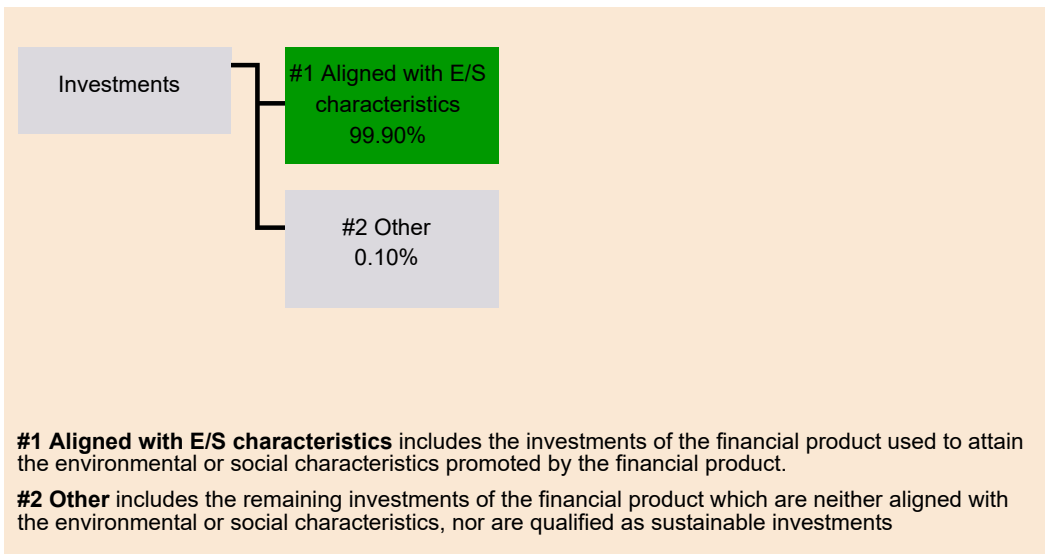 Investments
#1 Aligned with E/S
characteristics
99.90%
#2 Other
0.10%
#1 Aligned with E/S characteristics includes the investments of the financial product used to attain
the environmental or social characteristics promoted by the financial product.
#2 Other includes the remaining investments of the financial product which are neither aligned with
the environmental or social characteristics, nor are qualified as sustainable investments